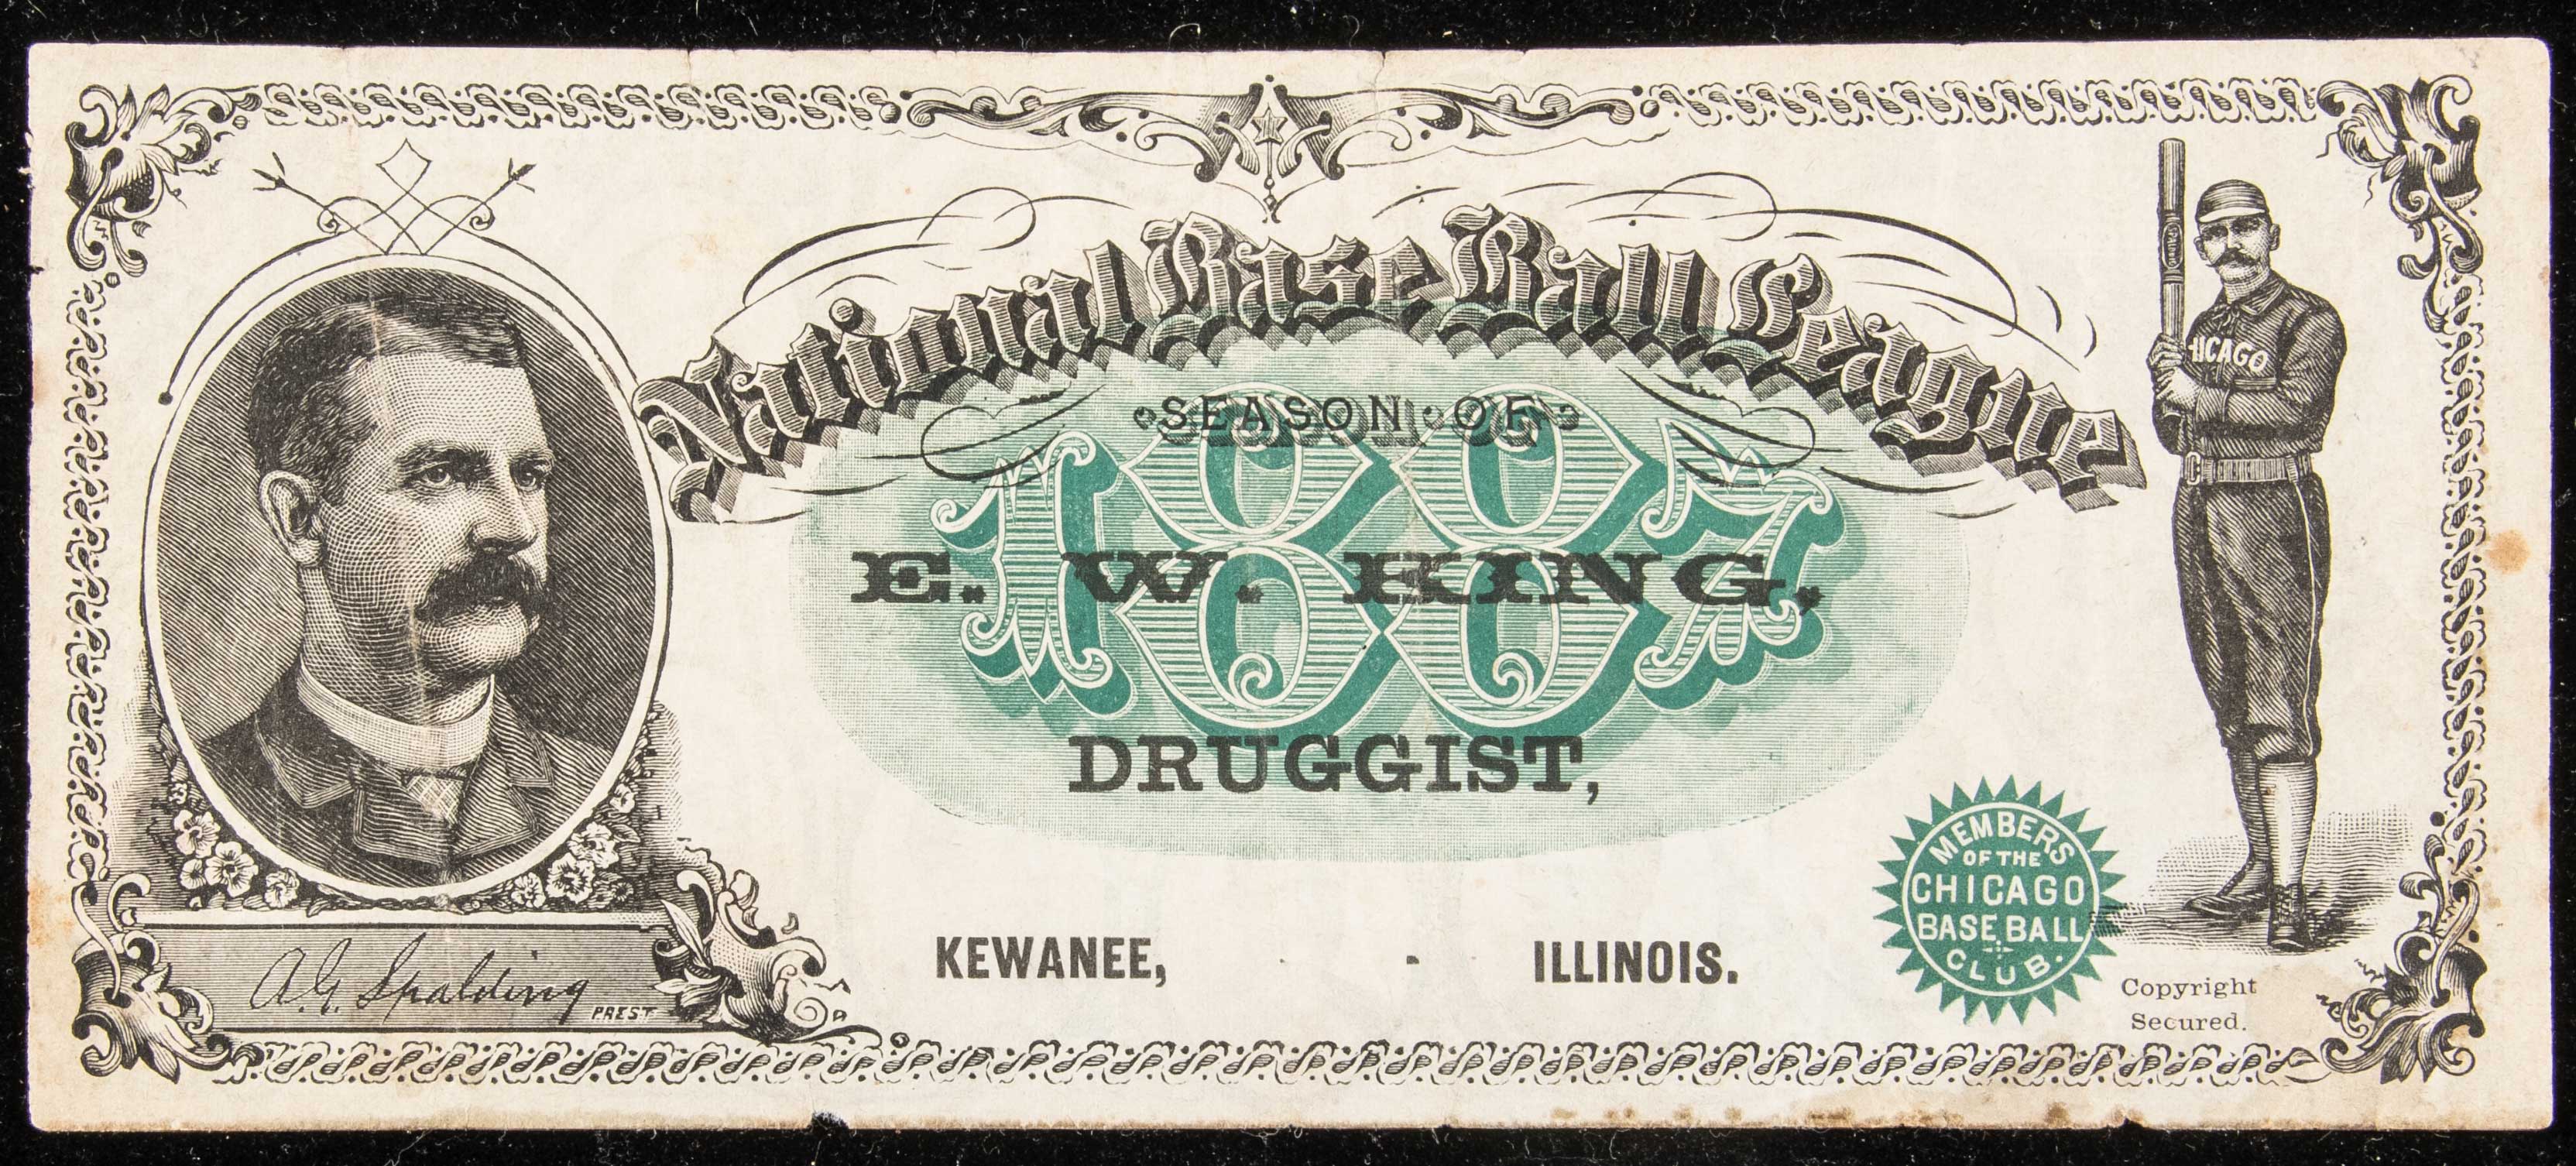 National Base Ball League
SEASON OF
1887
E. W. KING,
DRUGGIST,
KEWANEE, - ILLINOIS.
A. G. Spalding
PREST
CHICAGO
MEMBERS
OF THE
CHICAGO
BASE BALL
CLUB.
Copyright
Secured.